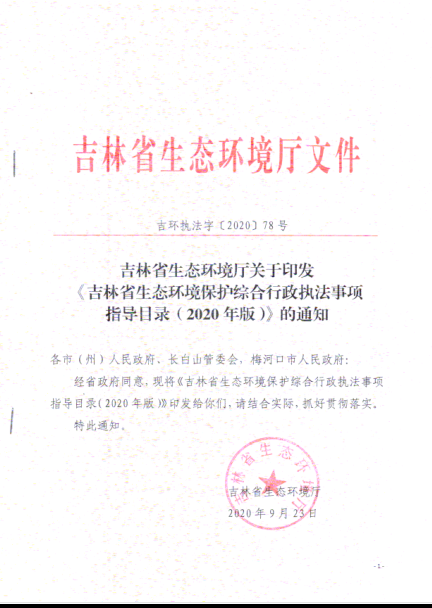 吉林省生态环境厅文件
吉环执法字〔2020〕78号
吉林省生态环境厅关于印发
《吉林省生态环境保护综合行政执法事项
指导目录（2020年版）》的通知
各市（州）人民政府、长白山管委会，梅河口市人民政府：
经省政府同意，现将《吉林省生态环境保护综合行政执法事项
指导目录(2020年版)》印发给你们，请结合实际，抓好贯彻落实。
特此通知。
吉林省生态环境厅
吉林省生态环境厅
2020年9月23日
-1-